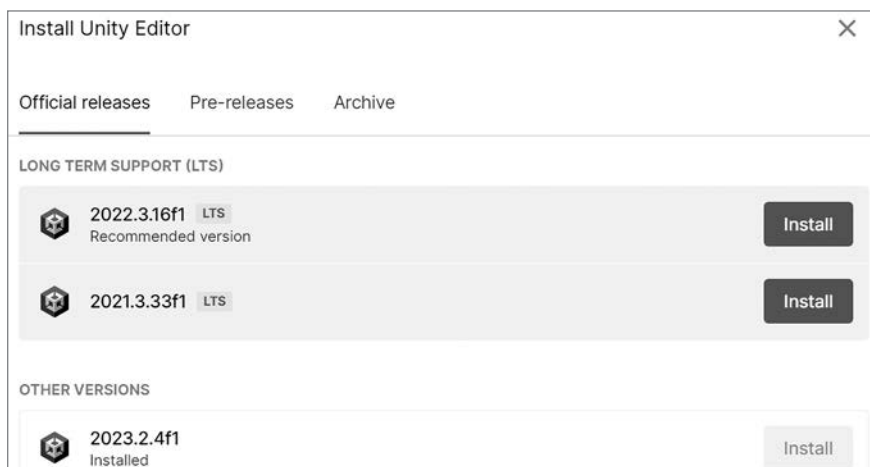 Install Unity Editor
Official releases Pre-releases Archive
LONG TERM SUPPORT (LTS)
2022.3.16f1 LTS
Recommended version
Install
2021.3.33f1 LTS
Install
OTHER VERSIONS
2023.2.4f1
Installed
Install